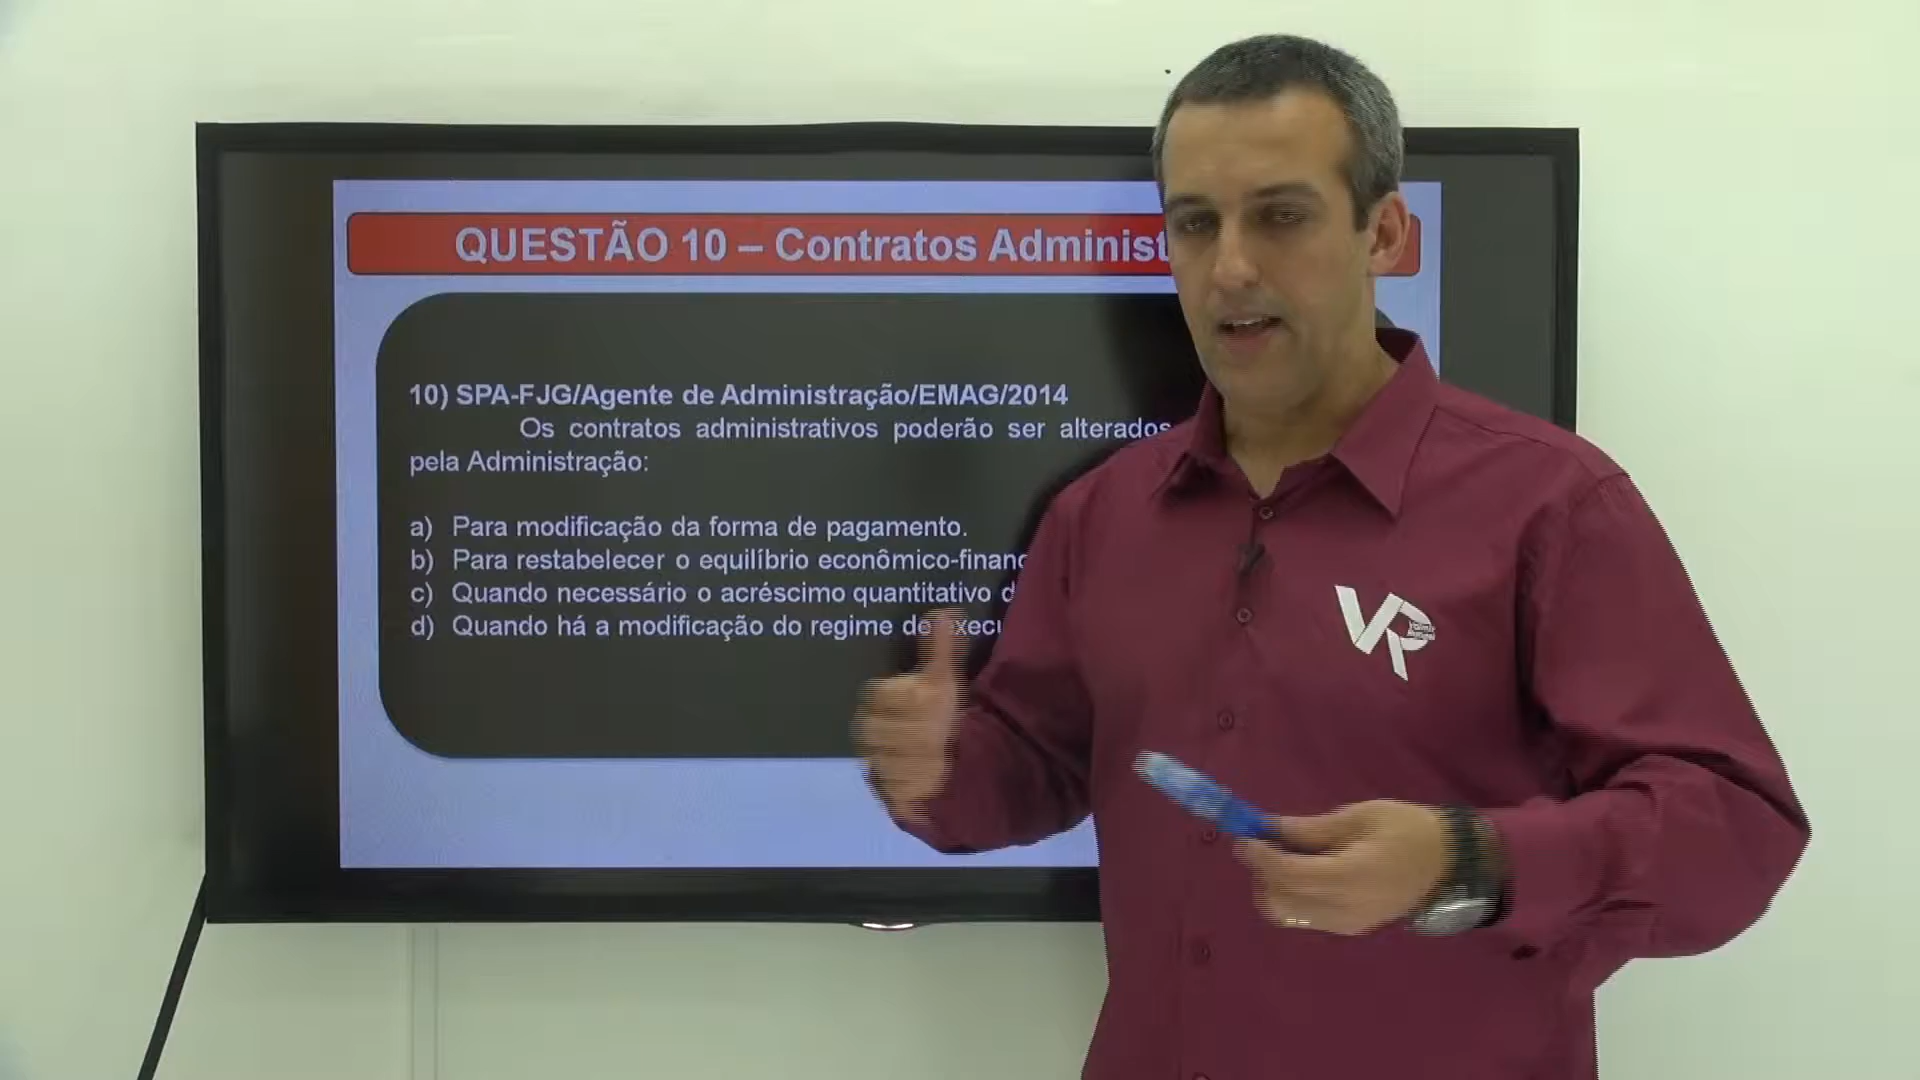 QUESTÃO 10 – Contratos Administ
10) SPA-FJG/Agente de Administração/EMAG/2014
Os contratos administrativos poderão ser alterados
pela Administração:
a) Para modificação da forma de pagamento.
b) Para restabelecer o equilíbrio econômico-financ
c) Quando necessário o acréscimo quantitativo d
d) Quando há a modificação do regime de execu
VR